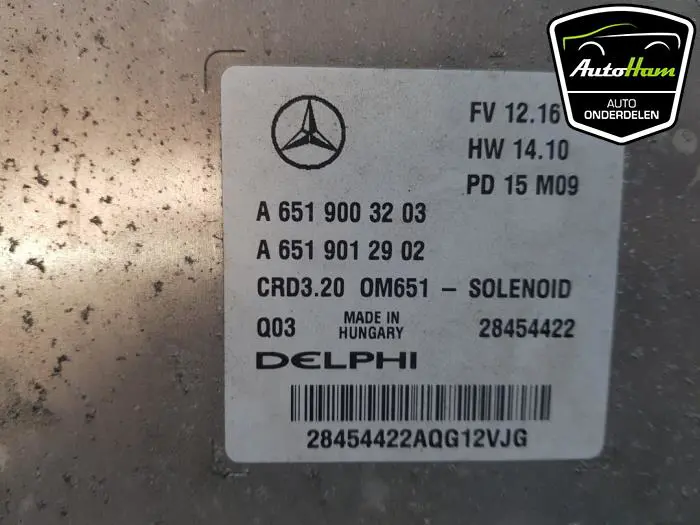 AutoHam
AUTO
ONDERDELEN
FV 12.16
HW 14.10
PD 15 M09
A 651 900 32 03
A 651 901 29 02
CRD3.20 OM651 – SOLENOID
Q03 MADE IN HUNGARY 28454422
DELPHI
28454422AQG12VJG